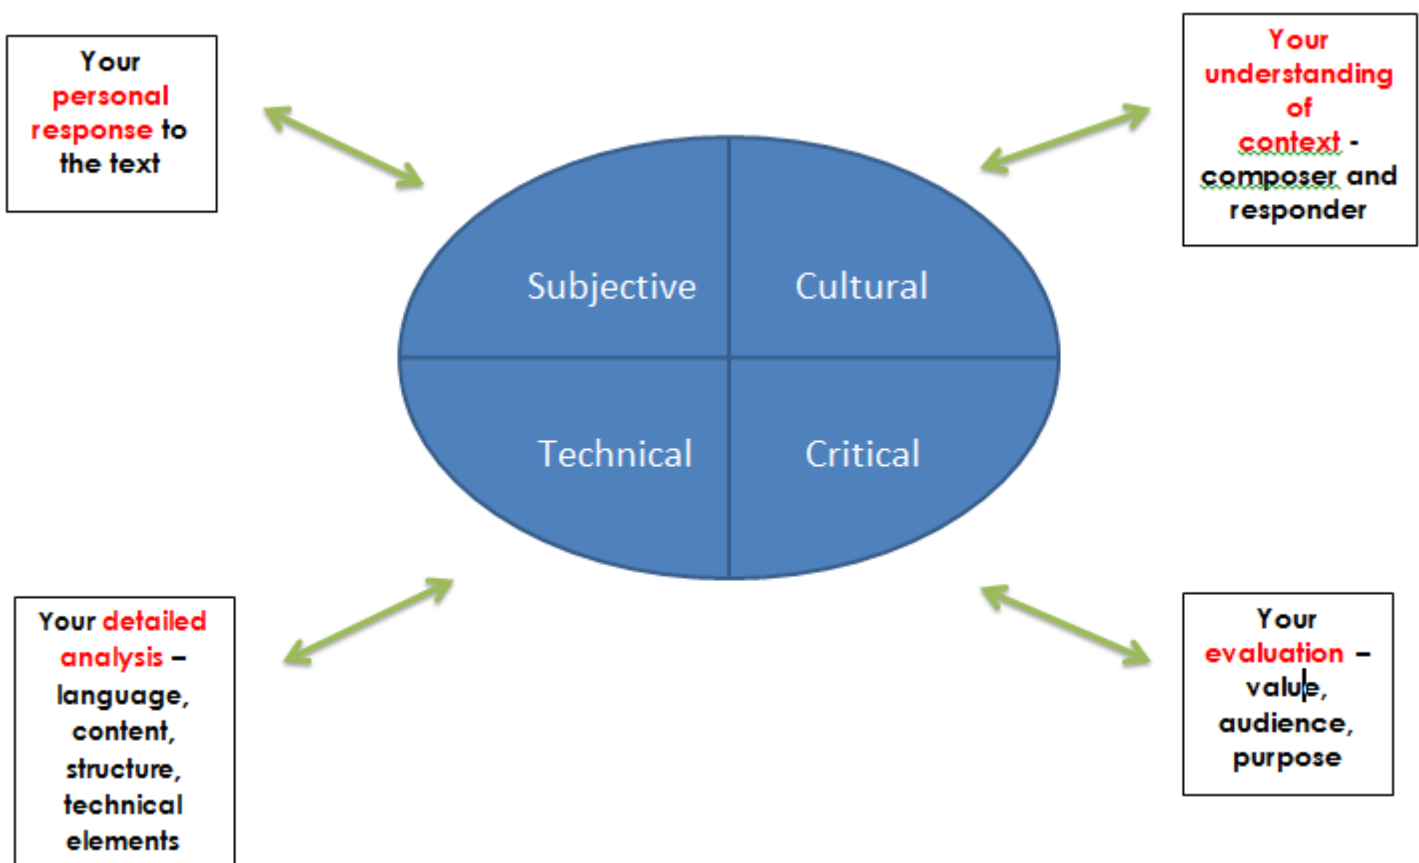 Your
personal
response to
the text
Your
understanding
of
context -
composer and
responder
Subjective
Cultural
Technical
Critical
Your detailed
analysis –
language,
content,
structure,
technical
elements
Your
evaluation –
value,
audience,
purpose